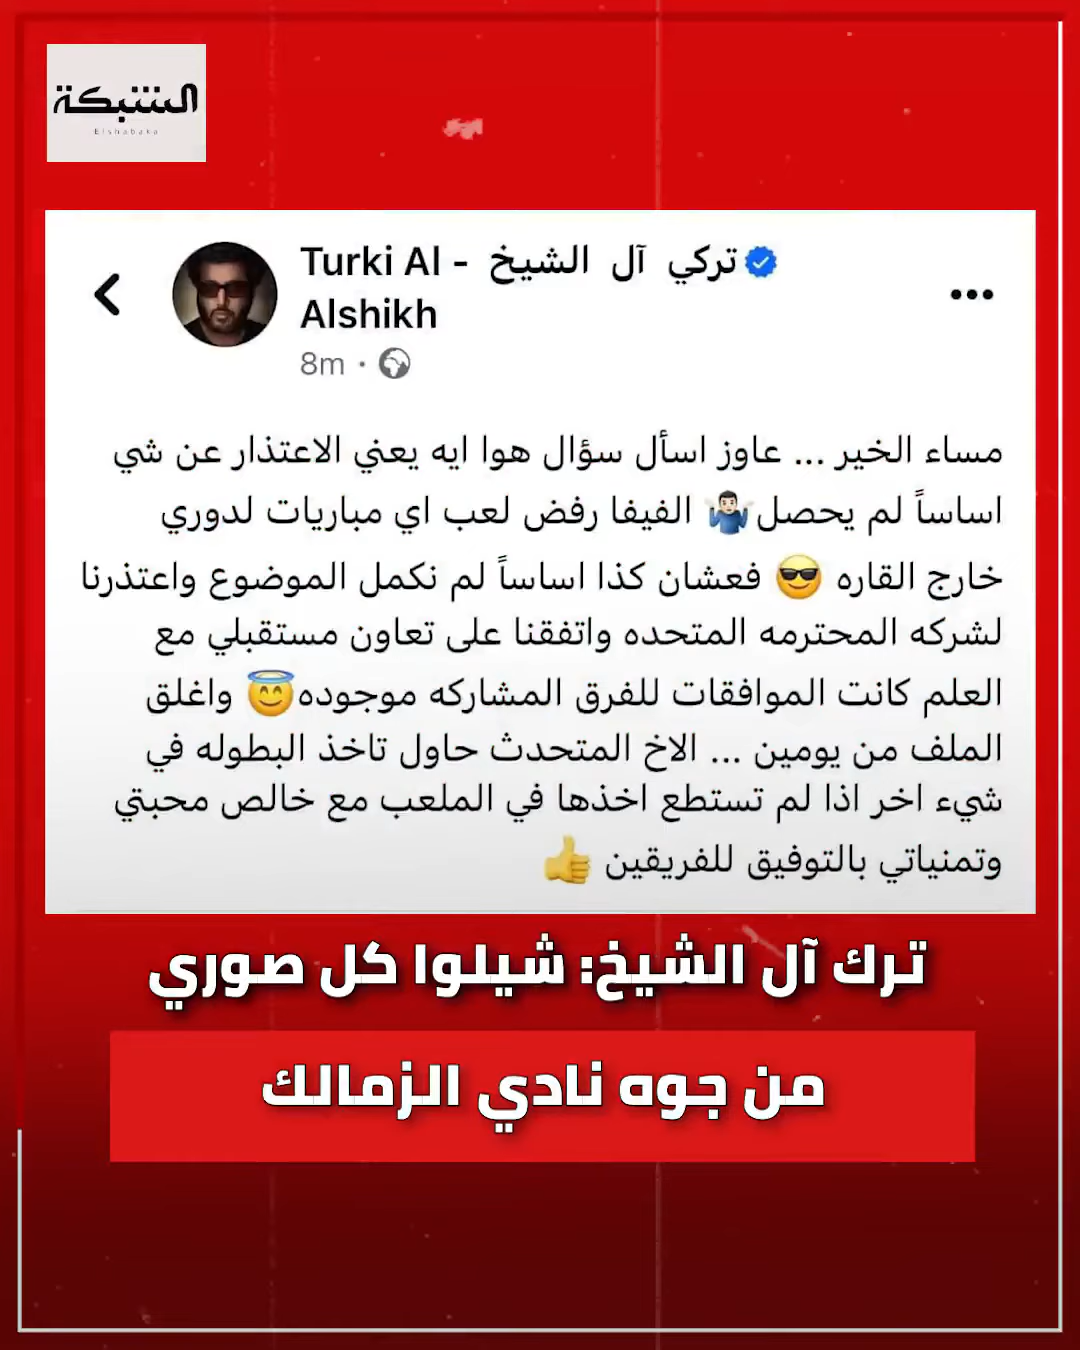 الشبكة
Elshabaka
Turki Al - تركي آل الشيخ
Alshikh
8m
مساء الخير ... عاوز اسأل سؤال هوا ايه يعني الاعتذار عن شي
اساساً لم يحصل🤷🏻‍♂️ الفيفا رفض لعب اي مباريات لدوري
خارج القاره 😎 فعشان كذا اساساً لم نكمل الموضوع واعتذرنا
لشركه المحترمه المتحده واتفقنا على تعاون مستقبلي مع
العلم كانت الموافقات للفرق المشاركه موجوده😇 واغلق
الملف من يومين ... الاخ المتحدث حاول تاخذ البطوله في
شيء اخر اذا لم تستطع اخذها في الملعب مع خالص محبتي
وتمنياتي بالتوفيق للفريقين 👍
ترك آل الشيخ: شيلوا كل صوري
من جوه نادي الزمالك